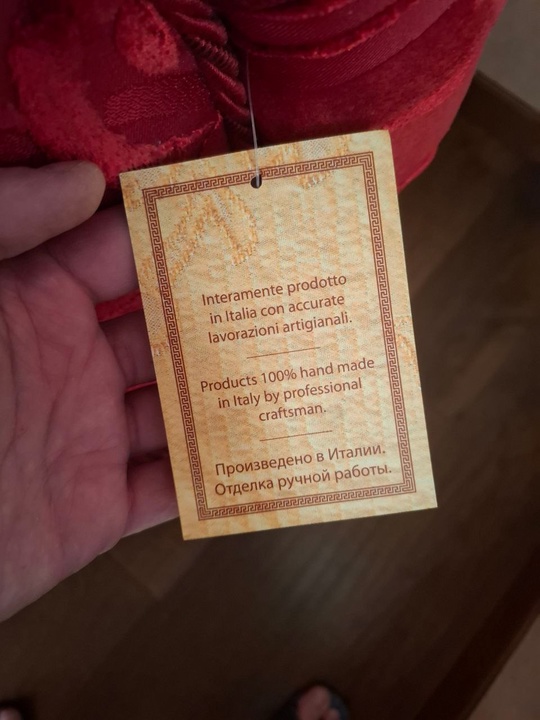 Interamente prodotto
in Italia con accurate
lavorazioni artigianali.
Products 100% hand made
in Italy by professional
craftsman.
Произведено в Италии.
Отделка ручной работы.